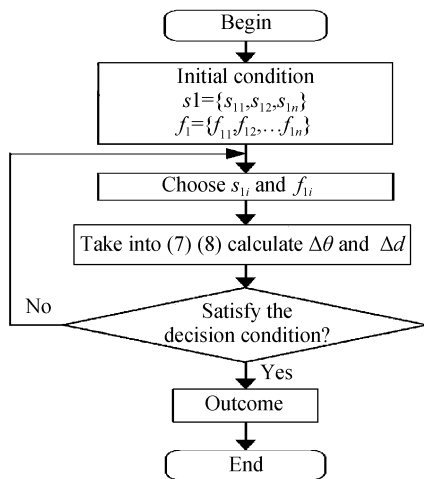 Begin
Initial condition
s1={s₁₁,s₁₂,s₁ₙ}
f₁={f₁₁,f₁₂,…f₁ₙ}
Choose s₁ᵢ and f₁ᵢ
Take into (7) (8) calculate Δθ and Δd
Satisfy the
decision condition?
No
Yes
Outcome
End